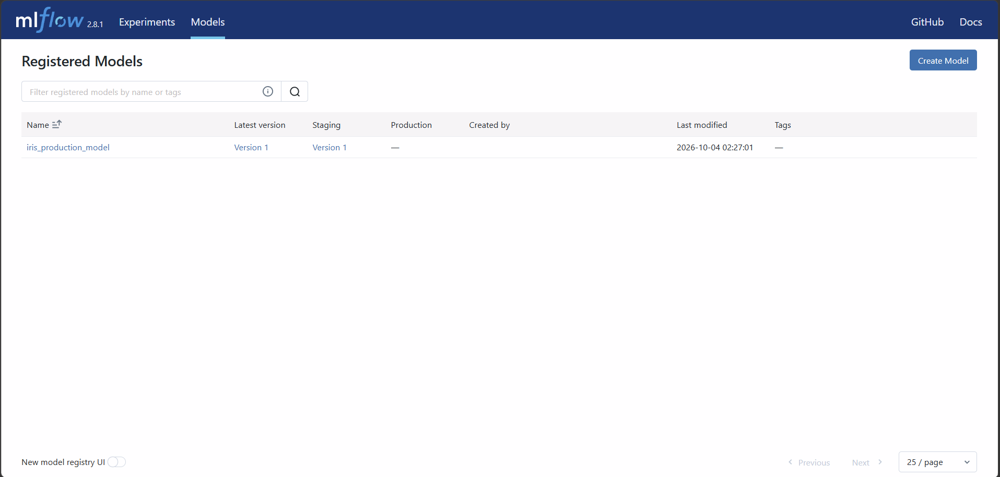 mlflow 2.8.1 Experiments Models GitHub Docs
Registered Models
Create Model
Filter registered models by name or tags
Name Latest version Staging Production Created by Last modified Tags
iris_production_model Version 1 Version 1 — 2026-10-04 02:27:01 —
New model registry UI
Previous Next 25 / page